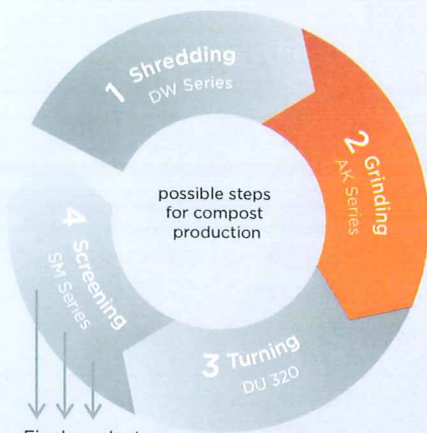 1 Shredding
DW Series
2 Grinding
AK Series
possible steps
for compost
production
3 Turning
DU 320
4 Screening
SM Series